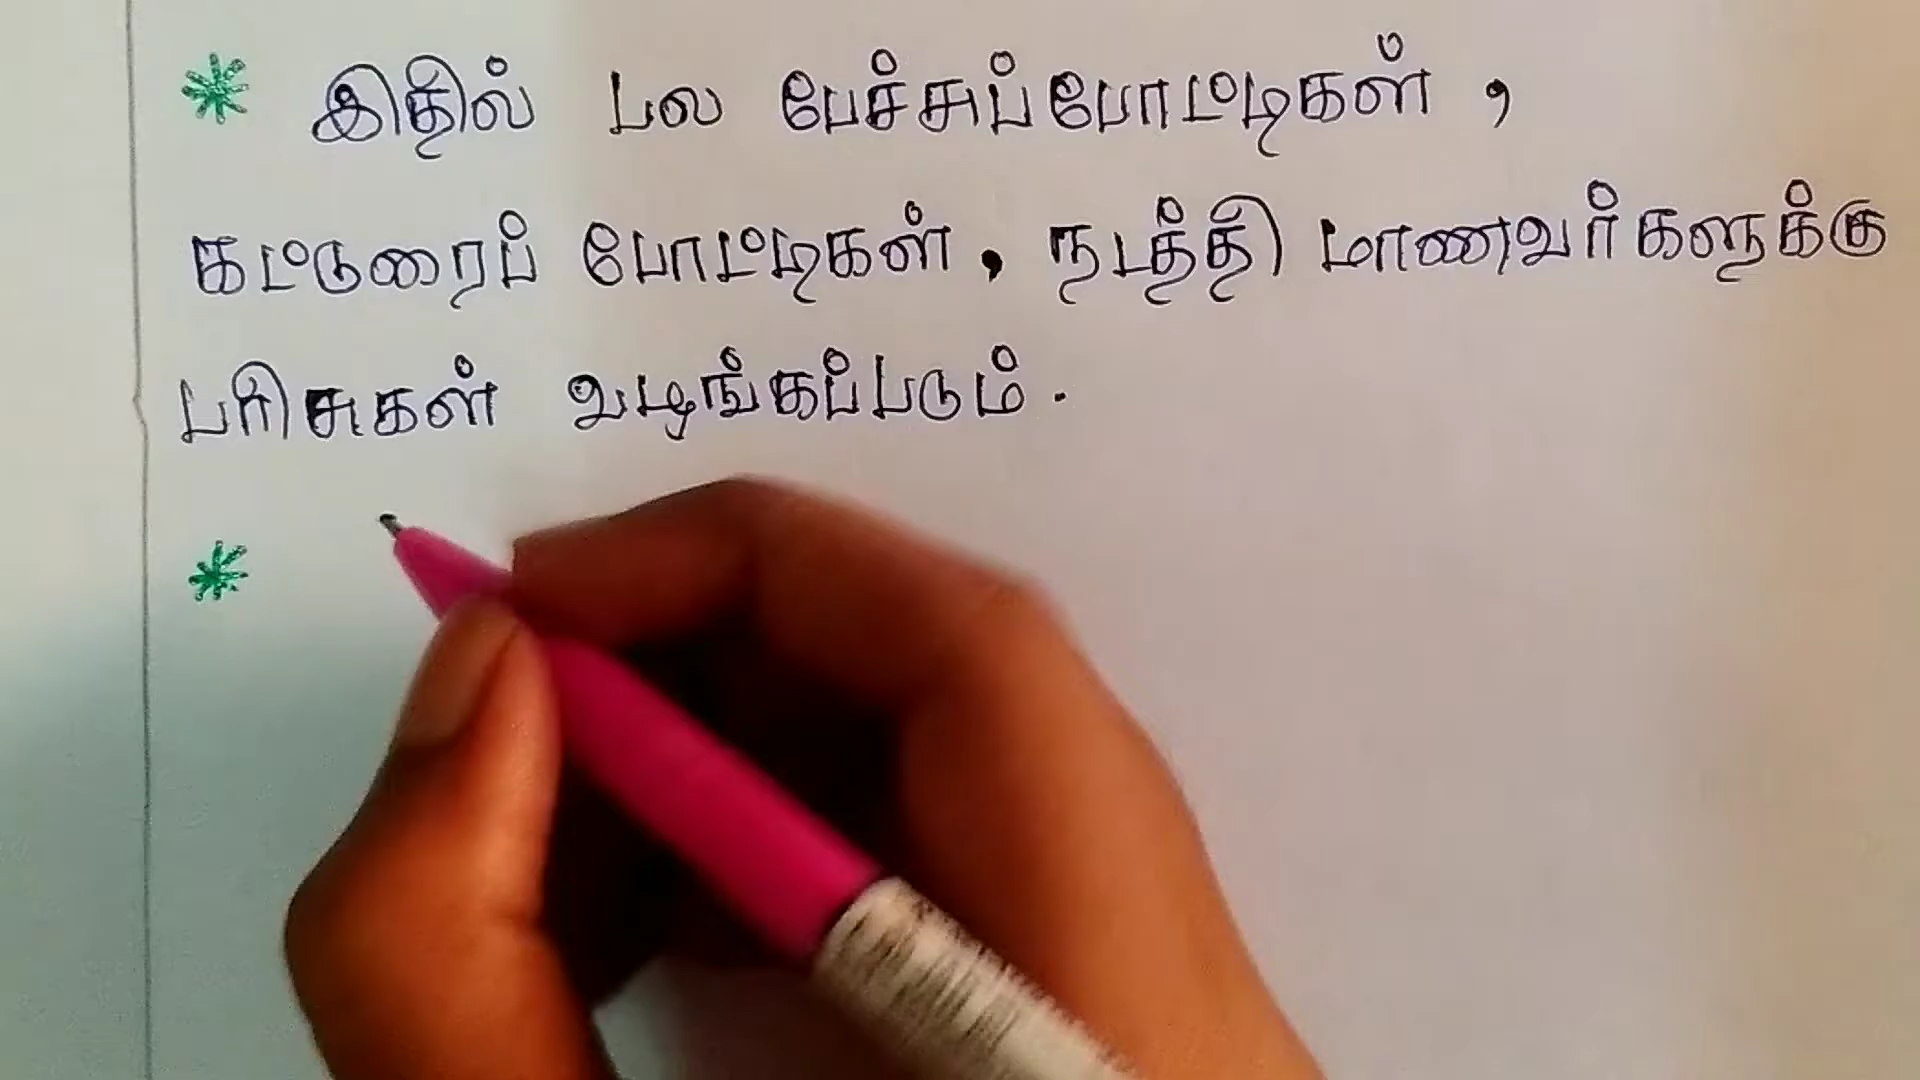 * இதில் பல பேச்சுப்போட்டிகள் ,
கட்டுரைப் போட்டிகள், நடத்தி மாணவர்களுக்கு
பரிசுகள் வழங்கப்படும்.
*